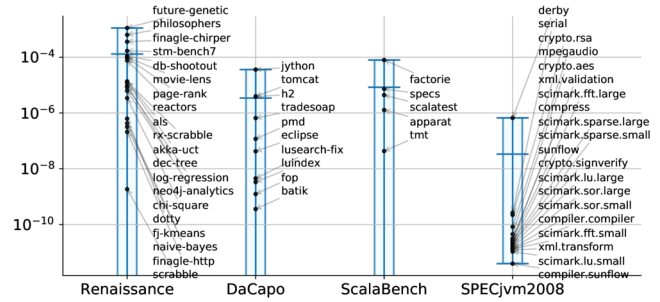 10⁻⁴
10⁻⁶
10⁻⁸
10⁻¹⁰
future-genetic
philosophers
finagle-chirper
stm-bench7
db-shootout
movie-lens
page-rank
reactors
als
rx-scrabble
akka-uct
dec-tree
log-regression
neo4j-analytics
chi-square
dotty
fj-kmeans
naive-bayes
finagle-http
scrabble
jython
tomcat
h2
tradesoap
pmd
eclipse
lusearch-fix
luindex
fop
batik
factorie
specs
scalatest
apparat
tmt
derby
serial
crypto.rsa
mpegaudio
crypto.aes
xml.validation
scimark.fft.large
compress
scimark.sparse.large
scimark.sparse.small
sunflow
crypto.signverify
scimark.lu.large
scimark.sor.large
scimark.sor.small
compiler.compiler
scimark.fft.small
xml.transform
scimark.lu.small
compiler.sunflow
Renaissance
DaCapo
ScalaBench
SPECjvm2008